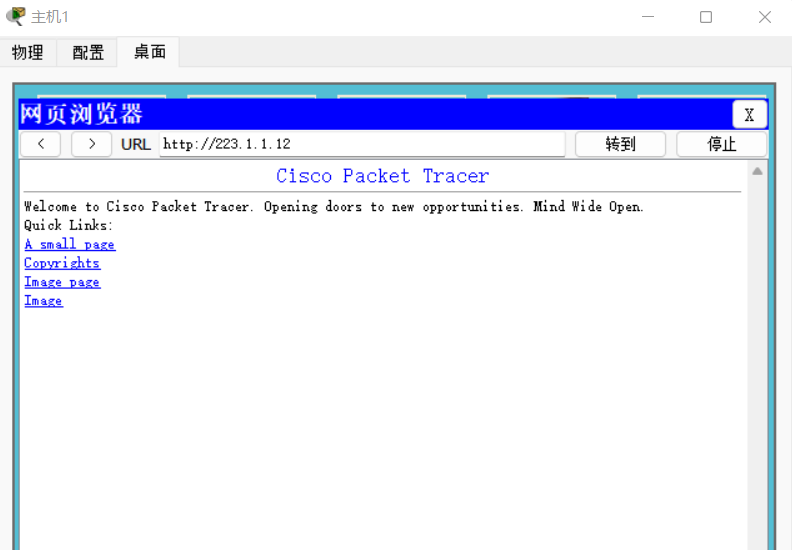 主机1
物理 配置 桌面
网页浏览器 X
< > URL http://223.1.1.12 转到 停止
Cisco Packet Tracer
Welcome to Cisco Packet Tracer. Opening doors to new opportunities. Mind Wide Open.
Quick Links:
A small page
Copyrights
Image page
Image